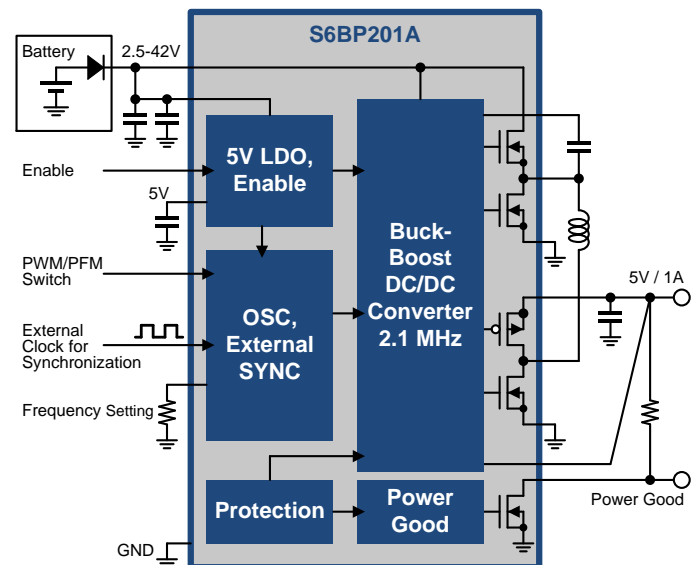 S6BP201A
Battery
2.5-42V
5V LDO,
Enable
Enable
5V
PWM/PFM
Switch
OSC,
External
SYNC
External
Clock for
Synchronization
Frequency Setting
Buck-
Boost
DC/DC
Converter
2.1 MHz
5V / 1A
Protection
Power
Good
Power Good
GND